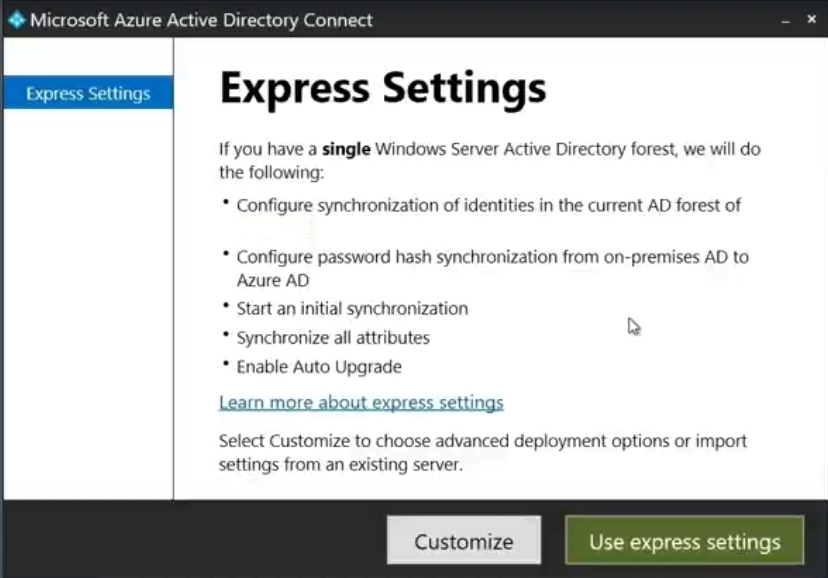 Microsoft Azure Active Directory Connect
Express Settings
Express Settings
If you have a single Windows Server Active Directory forest, we will do
the following:
• Configure synchronization of identities in the current AD forest of
• Configure password hash synchronization from on-premises AD to
Azure AD
• Start an initial synchronization
• Synchronize all attributes
• Enable Auto Upgrade
Learn more about express settings
Select Customize to choose advanced deployment options or import
settings from an existing server.
Customize
Use express settings